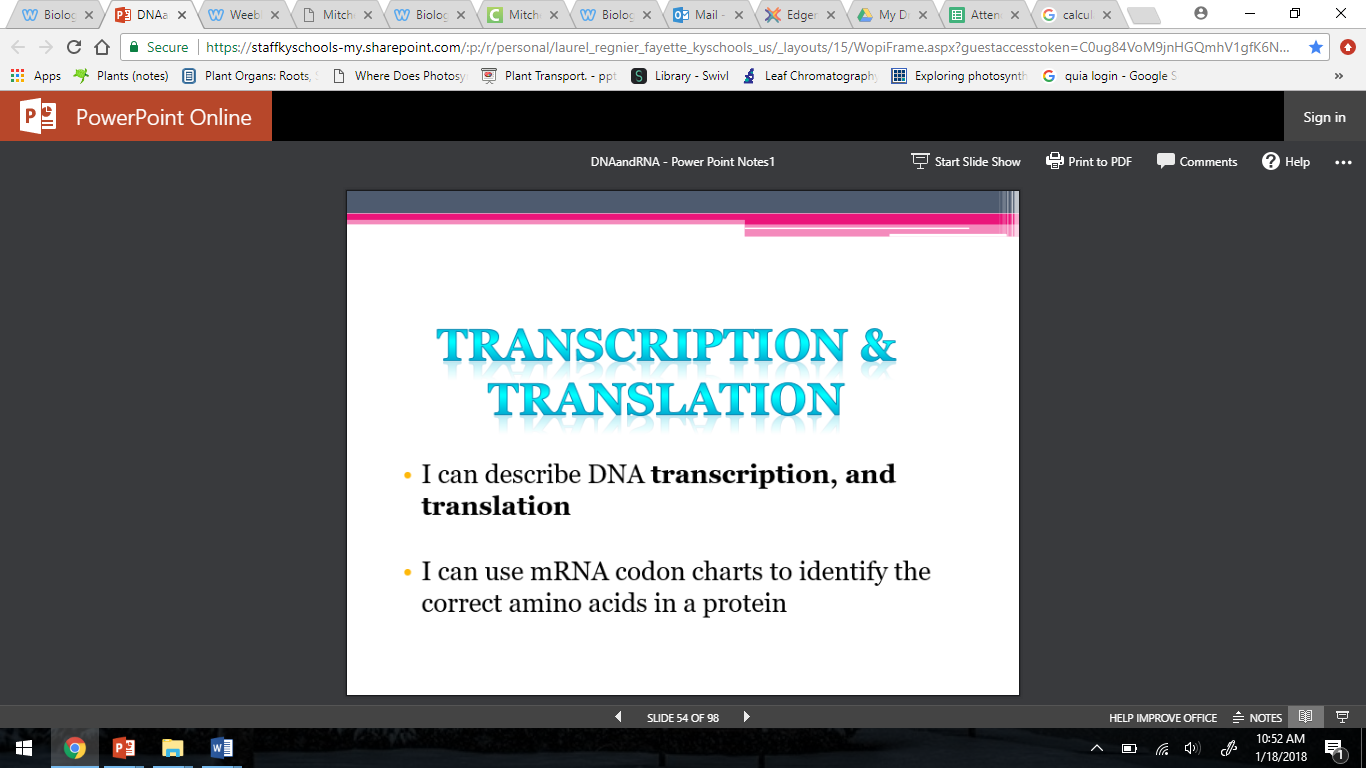 Biolog
DNAa
Weeb
Mitch
Biolog
Mitch
Biolog
Mail -
Edger
My D
Atten
calcul
Secure
https://staffkyschools-my.sharepoint.com/:p:/r/personal/laurel_regnier_fayette_kyschools_us/_layouts/15/WopiFrame.aspx?guestaccesstoken=C0ug84VoM9jnHGQmhV1gfK6N...
Apps
Plants (notes)
Plant Organs: Roots,
Where Does Photosy
Plant Transport. - ppt
Library - Swivl
Leaf Chromatography
Exploring photosynth
quia login - Google S
»
PowerPoint Online
Sign in
DNAandRNA - Power Point Notes1
Start Slide Show
Print to PDF
Comments
Help
TRANSCRIPTION &
TRANSLATION
• I can describe DNA transcription, and
translation
• I can use mRNA codon charts to identify the
correct amino acids in a protein
SLIDE 54 OF 98
HELP IMPROVE OFFICE
NOTES
10:52 AM
1/18/2018
1